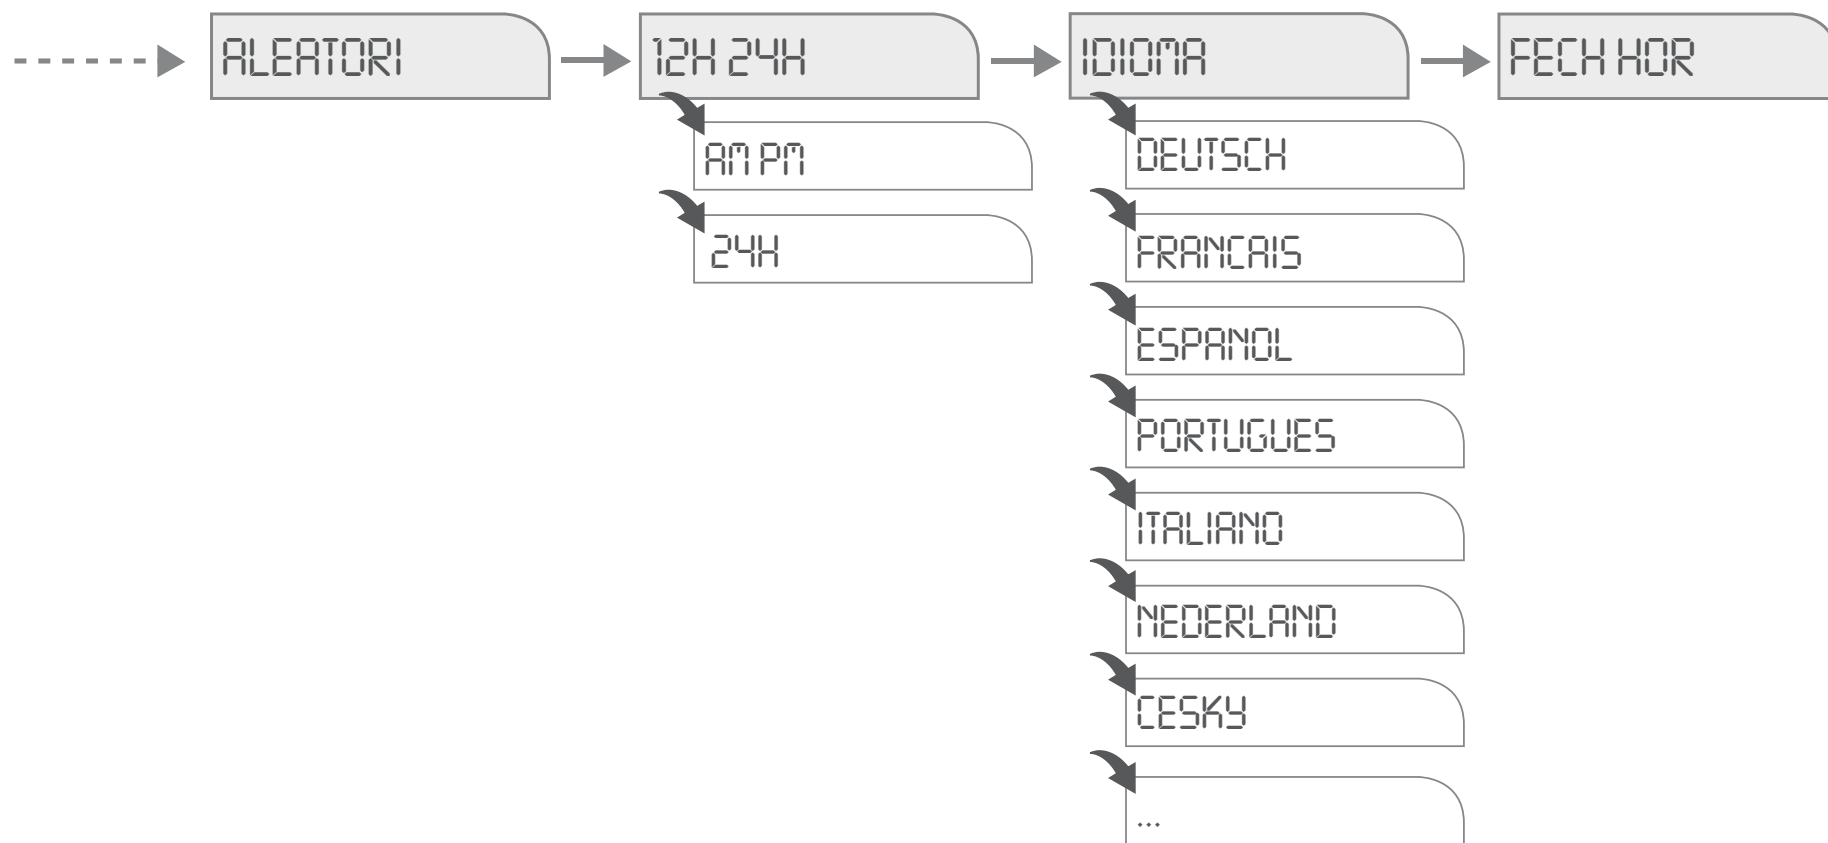 ALEATORI
12H 24H
AM PM
24H
IDIOMA
DEUTSCH
FRANCAIS
ESPANOL
PORTUGUES
ITALIANO
NEDERLAND
CESKY
...
FECH HOR